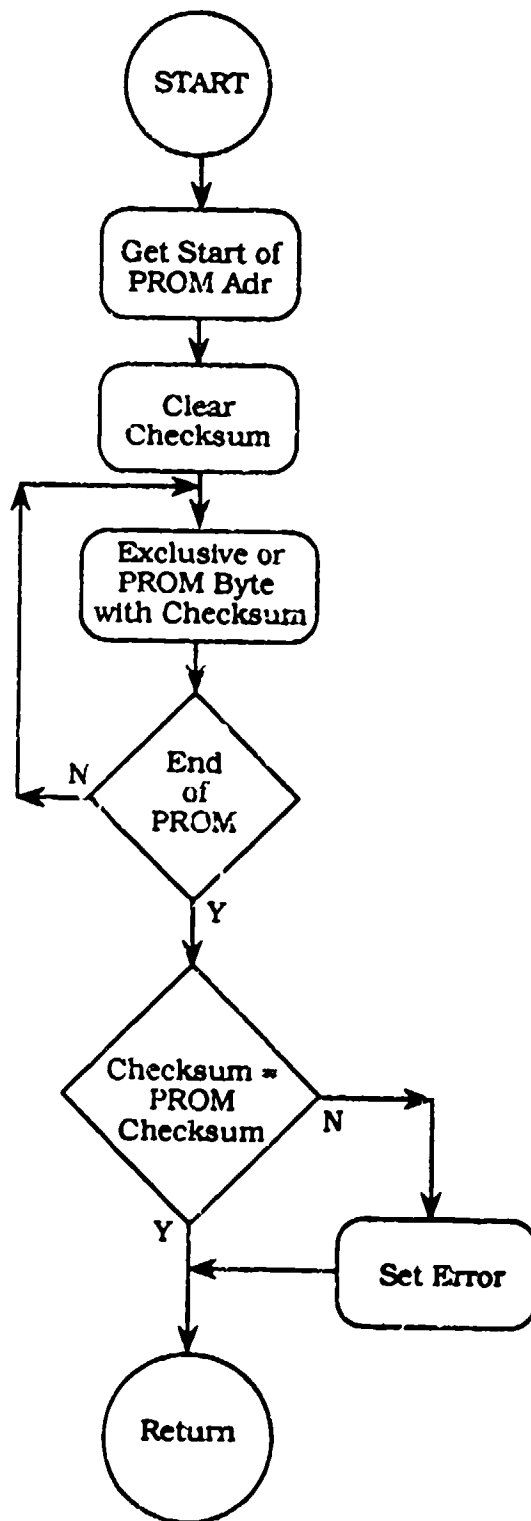 START
Get Start of
PROM Adr
Clear
Checksum
Exclusive or
PROM Byte
with Checksum
N
End
of
PROM
Y
Checksum =
PROM
Checksum
N
Y
Set Error
Return